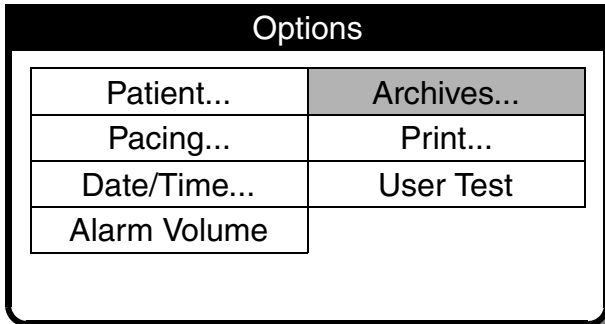 Options
Patient... Archives...
Pacing... Print...
Date/Time... User Test
Alarm Volume